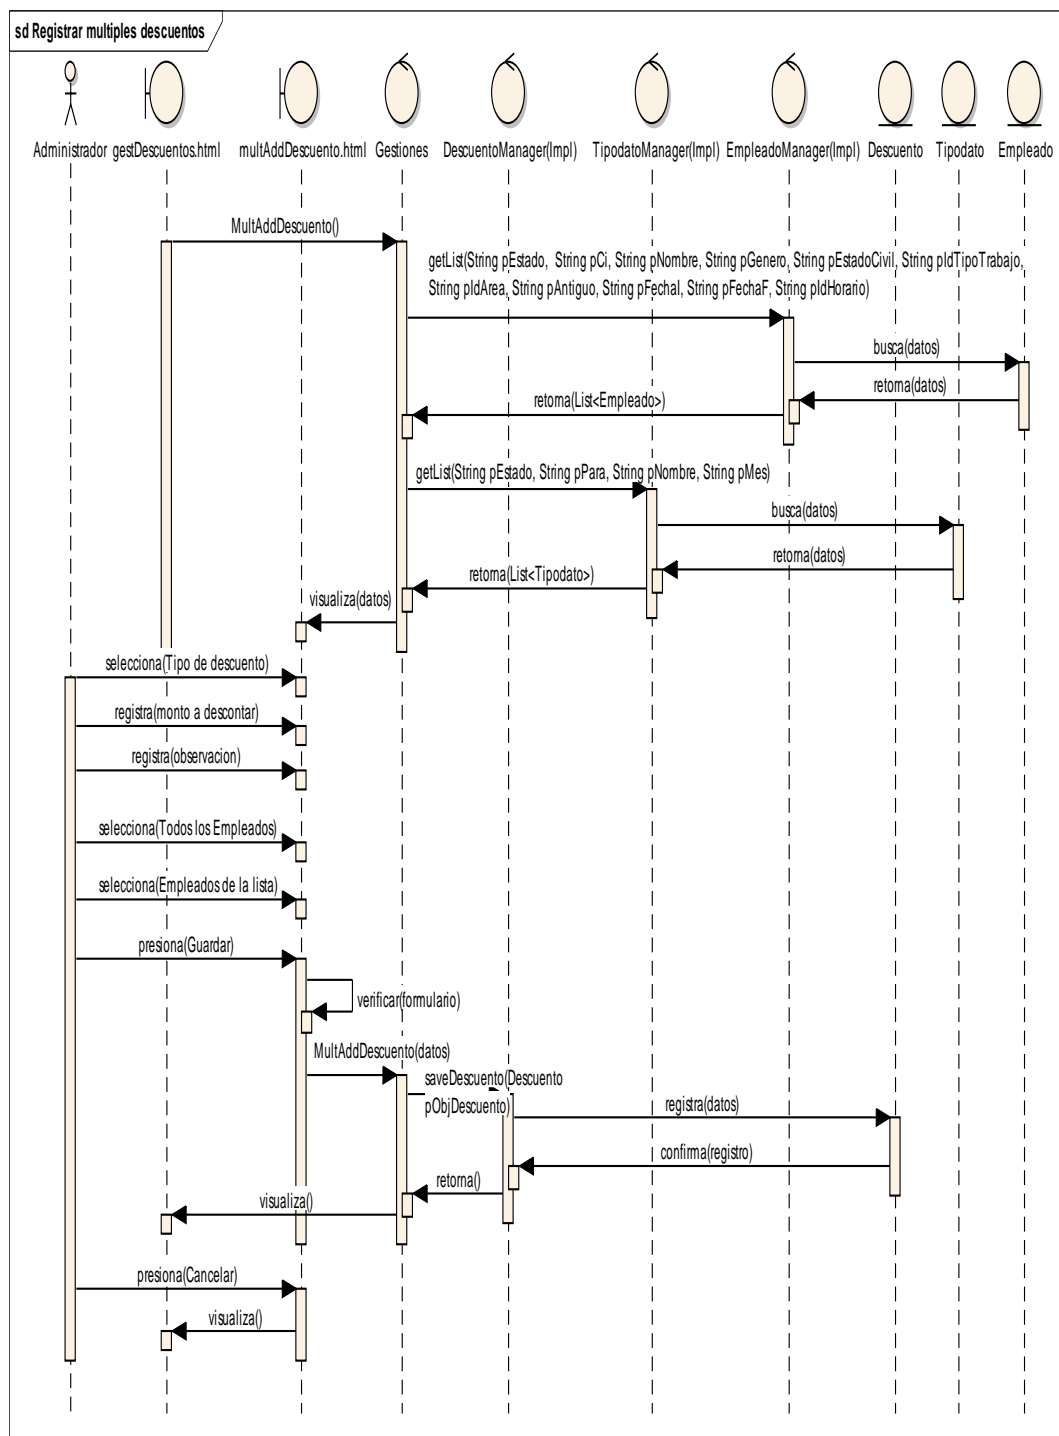 sd Registrar multiples descuentos
Administrador gestDescuentos.html multAddDescuento.html Gestiones DescuentoManager(Impl) TipodatoManager(Impl) EmpleadoManager(Impl) Descuento Tipodato Empleado
MultAddDescuento()
getList(String pEstado, String pCi, String pNombre, String pGenero, String pEstadoCivil, String pIdTipoTrabajo,
String pIdArea, String pAntiguo, String pFechaI, String pFechaF, String pIdHorario)
busca(datos)
retorna(datos)
retorna(List<Empleado>)
getList(String pEstado, String pPara, String pNombre, String pMes)
busca(datos)
retorna(datos)
retorna(List<Tipodato>)
visualiza(datos)
selecciona(Tipo de descuento)
registra(monto a descontar)
registra(observacion)
selecciona(Todos los Empleados)
selecciona(Empleados de la lista)
presiona(Guardar)
verificar(formulario)
MultAddDescuento(datos)
saveDescuento(Descuento
pObjDescuento)
registra(datos)
confirma(registro)
retorna()
visualiza()
presiona(Cancelar)
visualiza()